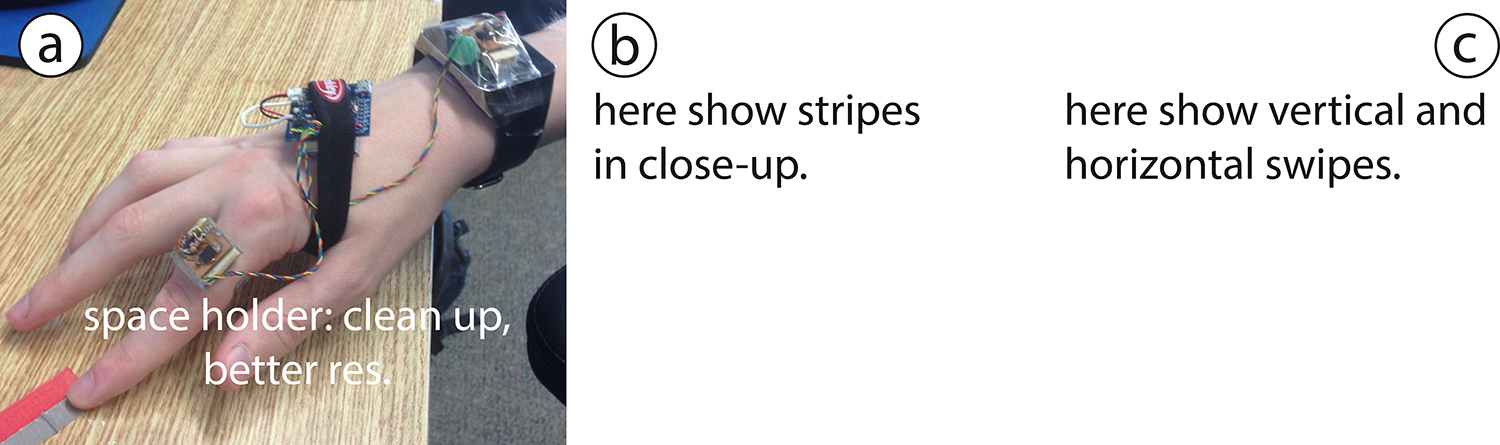 a
space holder: clean up,
better res.
b
here show stripes
in close-up.
c
here show vertical and
horizontal swipes.